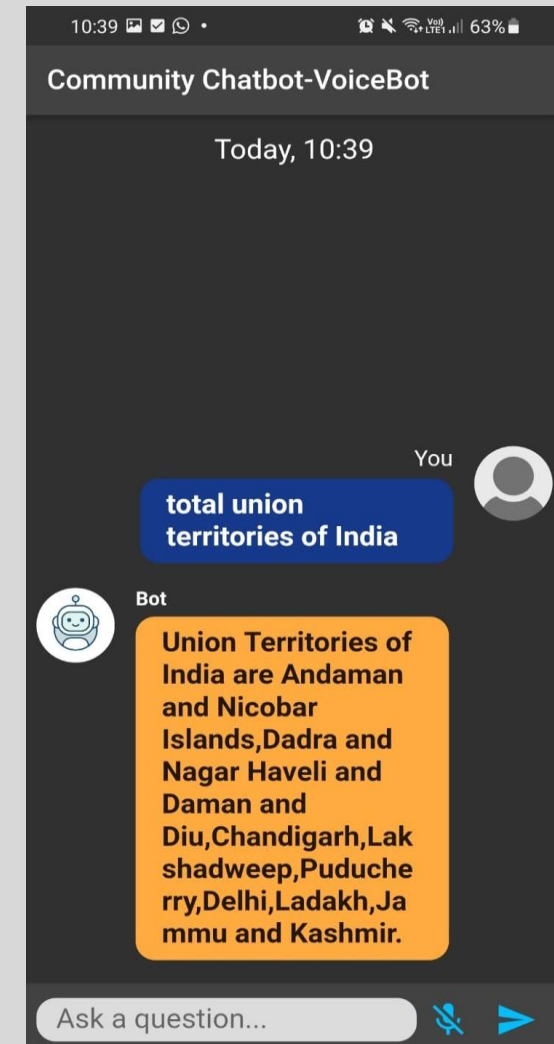 10:39
63%
Community Chatbot-VoiceBot
Today, 10:39
You
total union
territories of India
Bot
Union Territories of
India are Andaman
and Nicobar
Islands,Dadra and
Nagar Haveli and
Daman and
Diu,Chandigarh,Lak
shadweep,Puduche
rry,Delhi,Ladakh,Ja
mmu and Kashmir.
Ask a question...